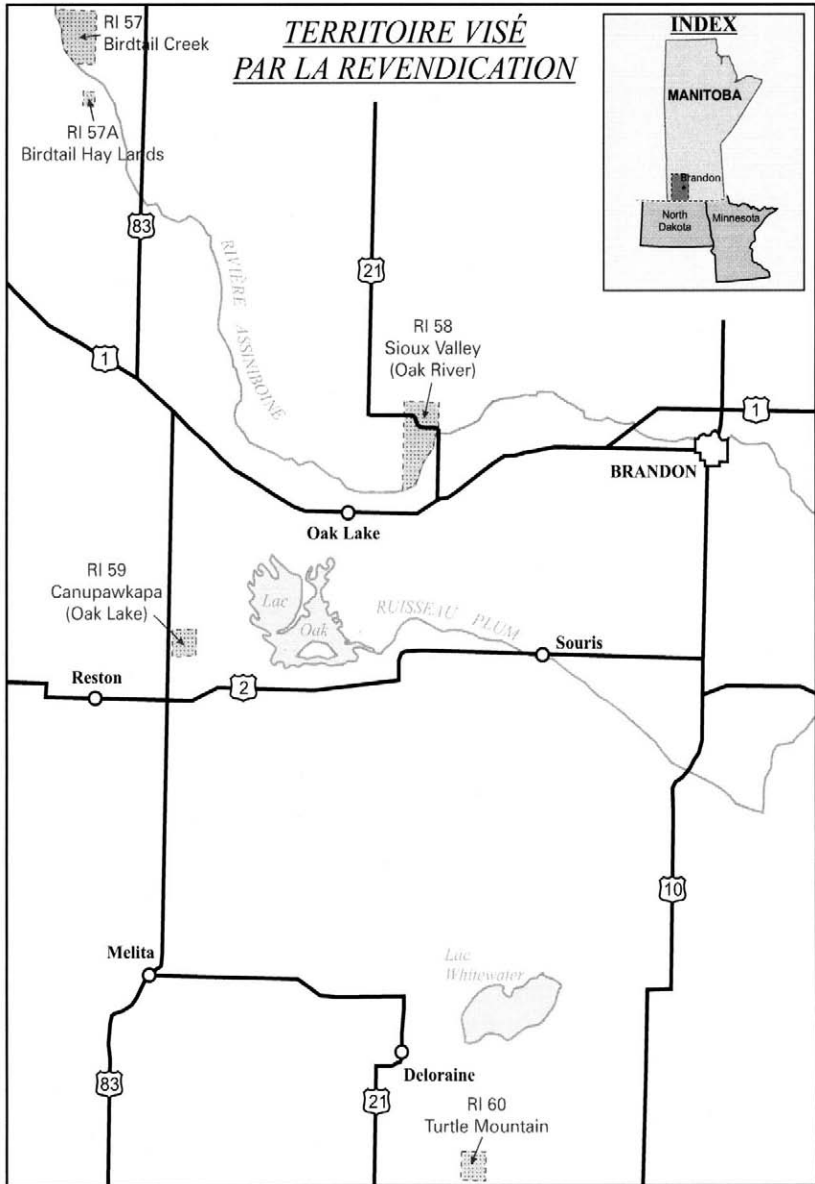 TERRITOIRE VISÉ
PAR LA REVENDICATION
INDEX
MANITOBA
Brandon
North
Dakota
Minnesota
RI 57
Birdtail Creek
RI 57A
Birdtail Hay Lands
83
21
RIVIÈRE ASSINIBOINE
1
RI 58
Sioux Valley
(Oak River)
1
BRANDON
Oak Lake
RI 59
Canupawkapa
(Oak Lake)
Lac
Oak
RUISSEAU PLUM
Souris
Reston
2
10
Melita
Lac
Whitewater
Deloraine
83
21
RI 60
Turtle Mountain